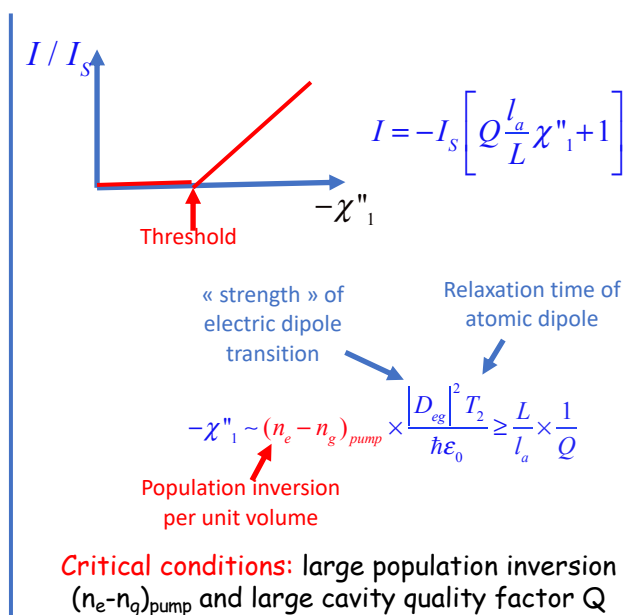 I / I_S
I = −I_S [ Q l_a/L χ"_1 + 1 ]
−χ"_1
Threshold
« strength » of
electric dipole
transition
Relaxation time of
atomic dipole
−χ"_1 ~ (n_e − n_g)_pump × |D_eg|² T_2 / ħε_0 ≥ L/l_a × 1/Q
Population inversion
per unit volume
Critical conditions: large population inversion
(n_e-n_g)_pump and large cavity quality factor Q